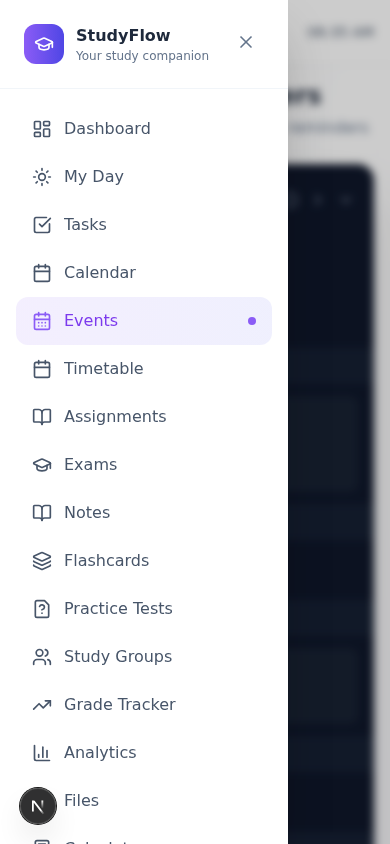 StudyFlow
Your study companion
Dashboard
My Day
Tasks
Calendar
Events
Timetable
Assignments
Exams
Notes
Flashcards
Practice Tests
Study Groups
Grade Tracker
Analytics
N
Files